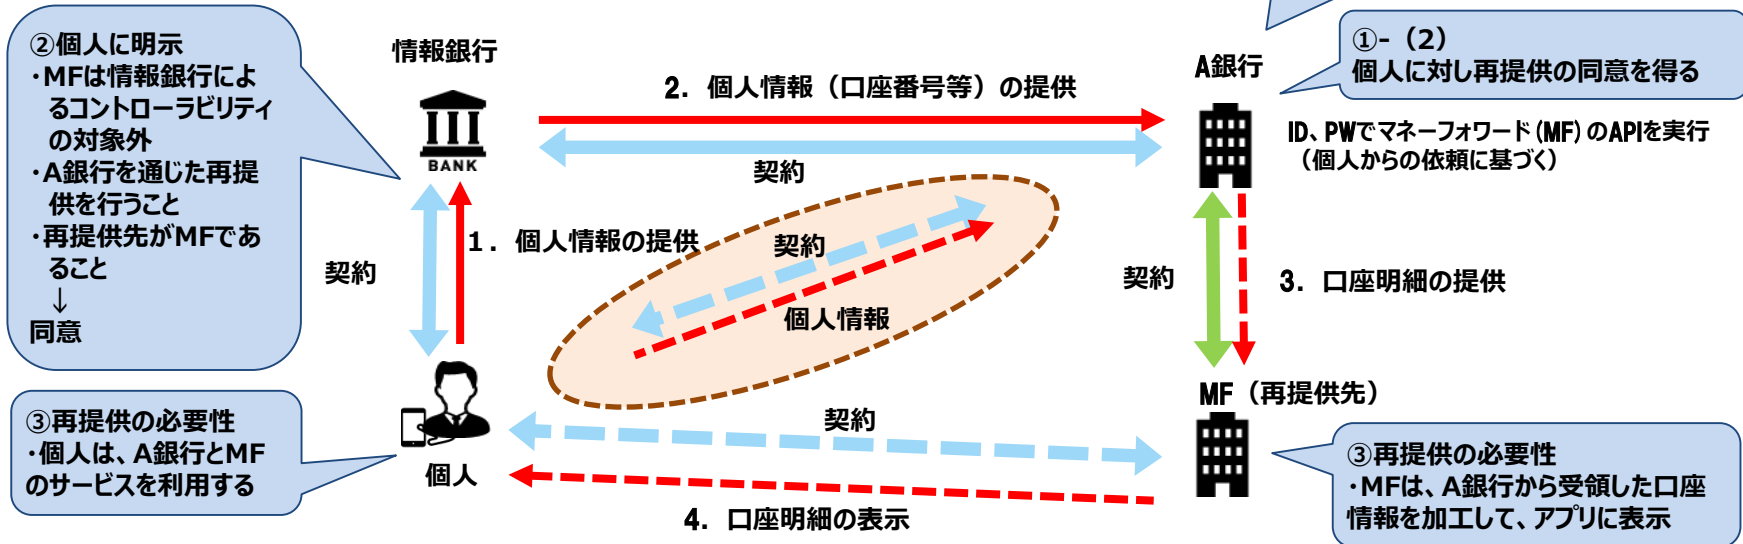 ②個人に明示
・MFは情報銀行によ
るコントローラビリティ
の対象外
・A銀行を通じた再提
供を行うこと
・再提供先がMFであ
ること
↓
同意
情報銀行
BANK
2．個人情報（口座番号等）の提供
契約
A銀行
①-（2）
個人に対し再提供の同意を得る
ID、PWでマネーフォワード(MF)のAPIを実行
（個人からの依頼に基づく）
契約
1．個人情報の提供
契約
個人情報
契約
3．口座明細の提供
③再提供の必要性
・個人は、A銀行とMF
のサービスを利用する
個人
契約
4．口座明細の表示
MF（再提供先）
③再提供の必要性
・MFは、A銀行から受領した口座
情報を加工して、アプリに表示